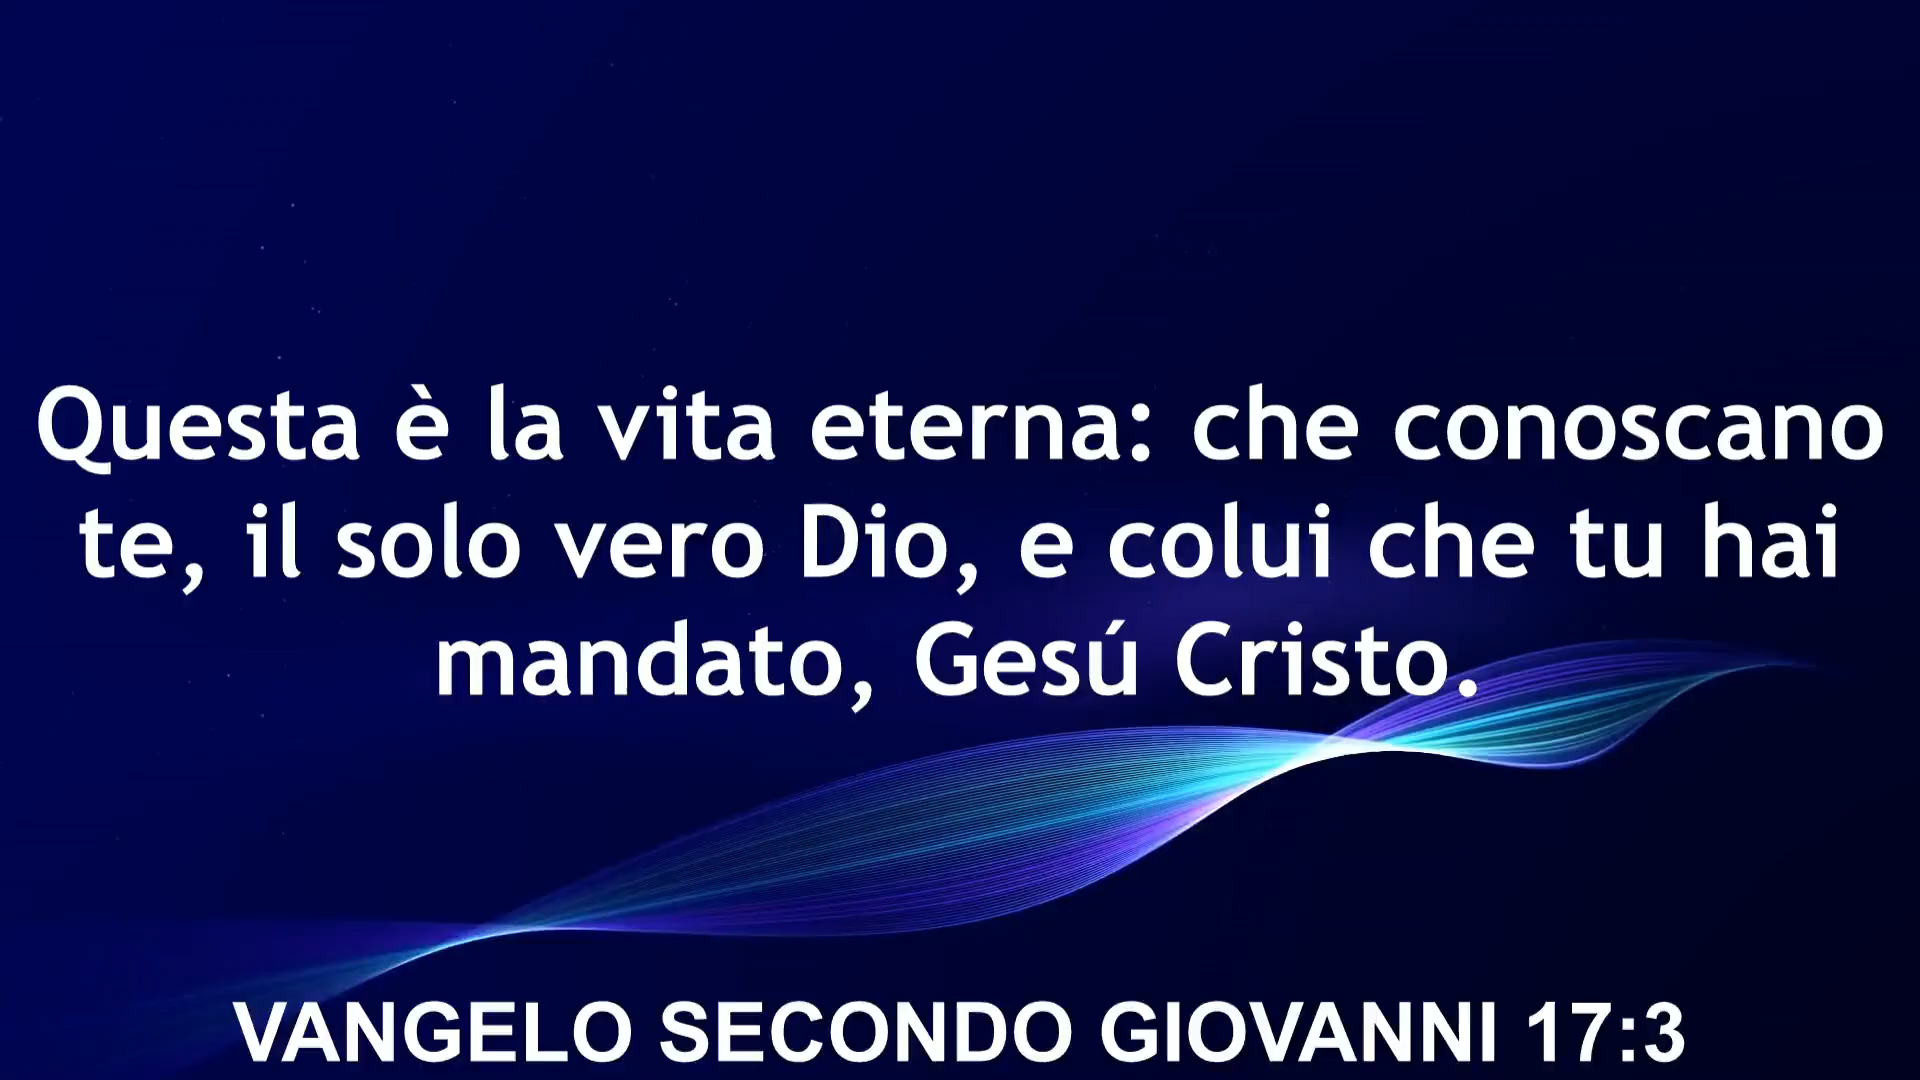 Questa è la vita eterna: che conoscano
te, il solo vero Dio, e colui che tu hai
mandato, Gesú Cristo.
VANGELO SECONDO GIOVANNI 17:3